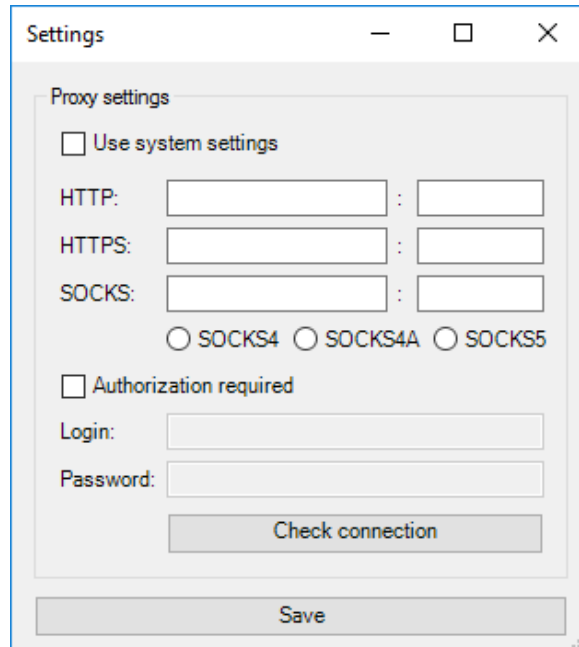 Settings
Proxy settings
Use system settings
HTTP: :
HTTPS: :
SOCKS: :
SOCKS4 SOCKS4A SOCKS5
Authorization required
Login:
Password:
Check connection
Save